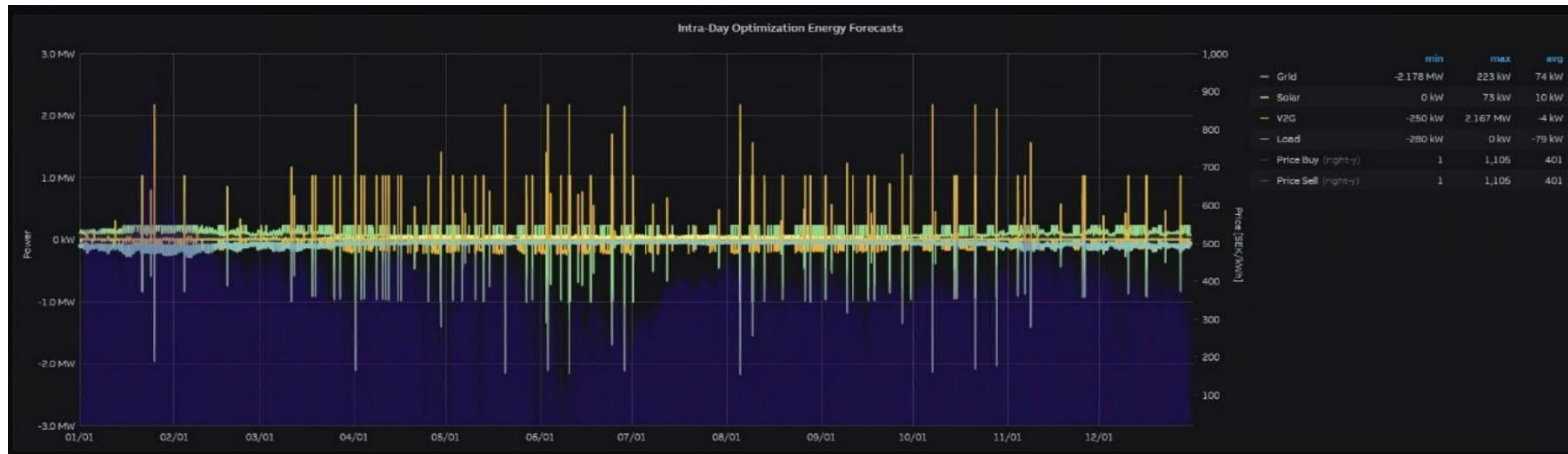 Intra-Day Optimization Energy Forecasts
3.0 MW
2.0 MW
1.0 MW
0 kW
-1.0 MW
-2.0 MW
-3.0 MW
Power
01/01 02/01 03/01 04/01 05/01 06/01 07/01 08/01 09/01 10/01 11/01 12/01
1,000
900
800
700
600
500
400
300
200
100
Price [SEK/kWh]
min max avg
Grid -2.178 MW 223 kW 74 kW
Solar 0 kW 73 kW 10 kW
V2G -250 kW 2.167 MW -4 kW
Load -280 kW 0 kW -79 kW
Price Buy (right-y) 1 1,105 401
Price Sell (right-y) 1 1,105 401